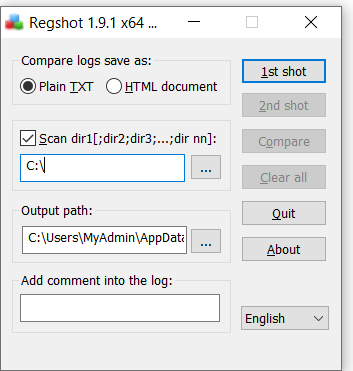 Regshot 1.9.1 x64 ...
Compare logs save as:
Plain TXT
HTML document
1st shot
2nd shot
Scan dir1[;dir2;dir3;...;dir nn]:
Compare
C:\
...
Clear all
Output path:
Quit
C:\Users\MyAdmin\AppData
...
About
Add comment into the log:
English